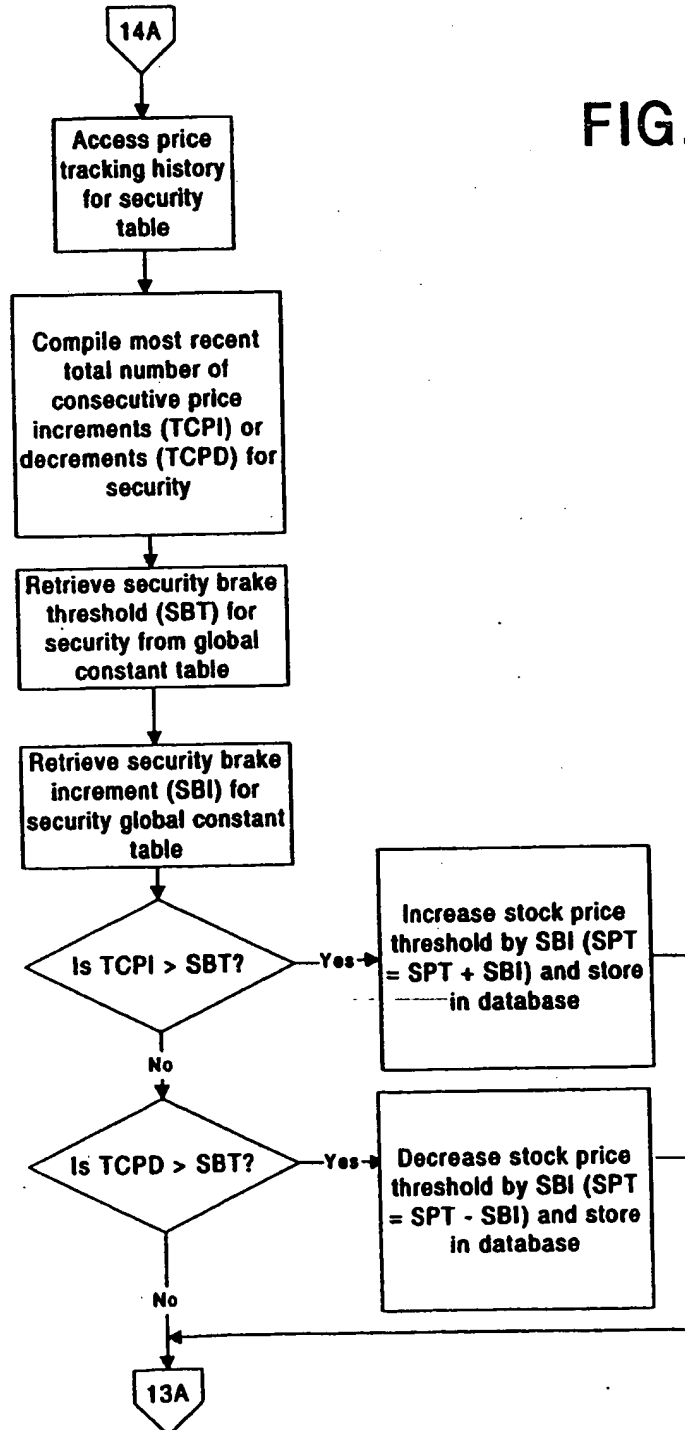 14A
FIG.
Access price
tracking history
for security
table
Compile most recent
total number of
consecutive price
increments (TCPI) or
decrements (TCPD) for
security
Retrieve security brake
threshold (SBT) for
security from global
constant table
Retrieve security brake
increment (SBI) for
security global constant
table
Is TCPI > SBT?
Yes
Increase stock price
threshold by SBI (SPT
= SPT + SBI) and store
in database
No
Is TCPD > SBT?
Yes
Decrease stock price
threshold by SBI (SPT
= SPT - SBI) and store
in database
No
13A